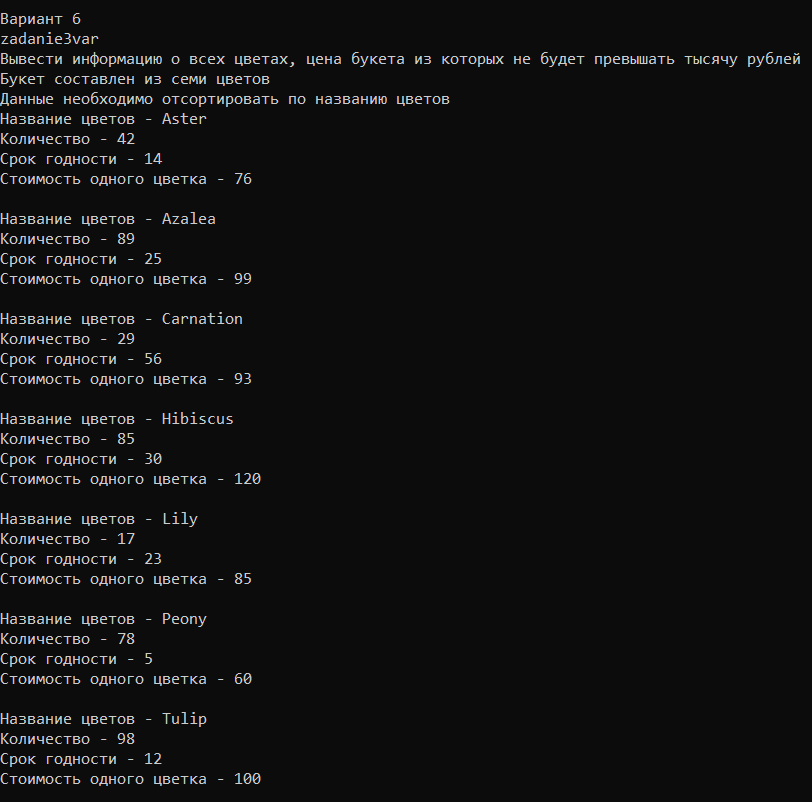 Вариант 6
zadanie3var
Вывести информацию о всех цветах, цена букета из которых не будет превышать тысячу рублей
Букет составлен из семи цветов
Данные необходимо отсортировать по названию цветов
Название цветов - Aster
Количество - 42
Срок годности - 14
Стоимость одного цветка - 76
Название цветов - Azalea
Количество - 89
Срок годности - 25
Стоимость одного цветка - 99
Название цветов - Carnation
Количество - 29
Срок годности - 56
Стоимость одного цветка - 93
Название цветов - Hibiscus
Количество - 85
Срок годности - 30
Стоимость одного цветка - 120
Название цветов - Lily
Количество - 17
Срок годности - 23
Стоимость одного цветка - 85
Название цветов - Peony
Количество - 78
Срок годности - 5
Стоимость одного цветка - 60
Название цветов - Tulip
Количество - 98
Срок годности - 12
Стоимость одного цветка - 100